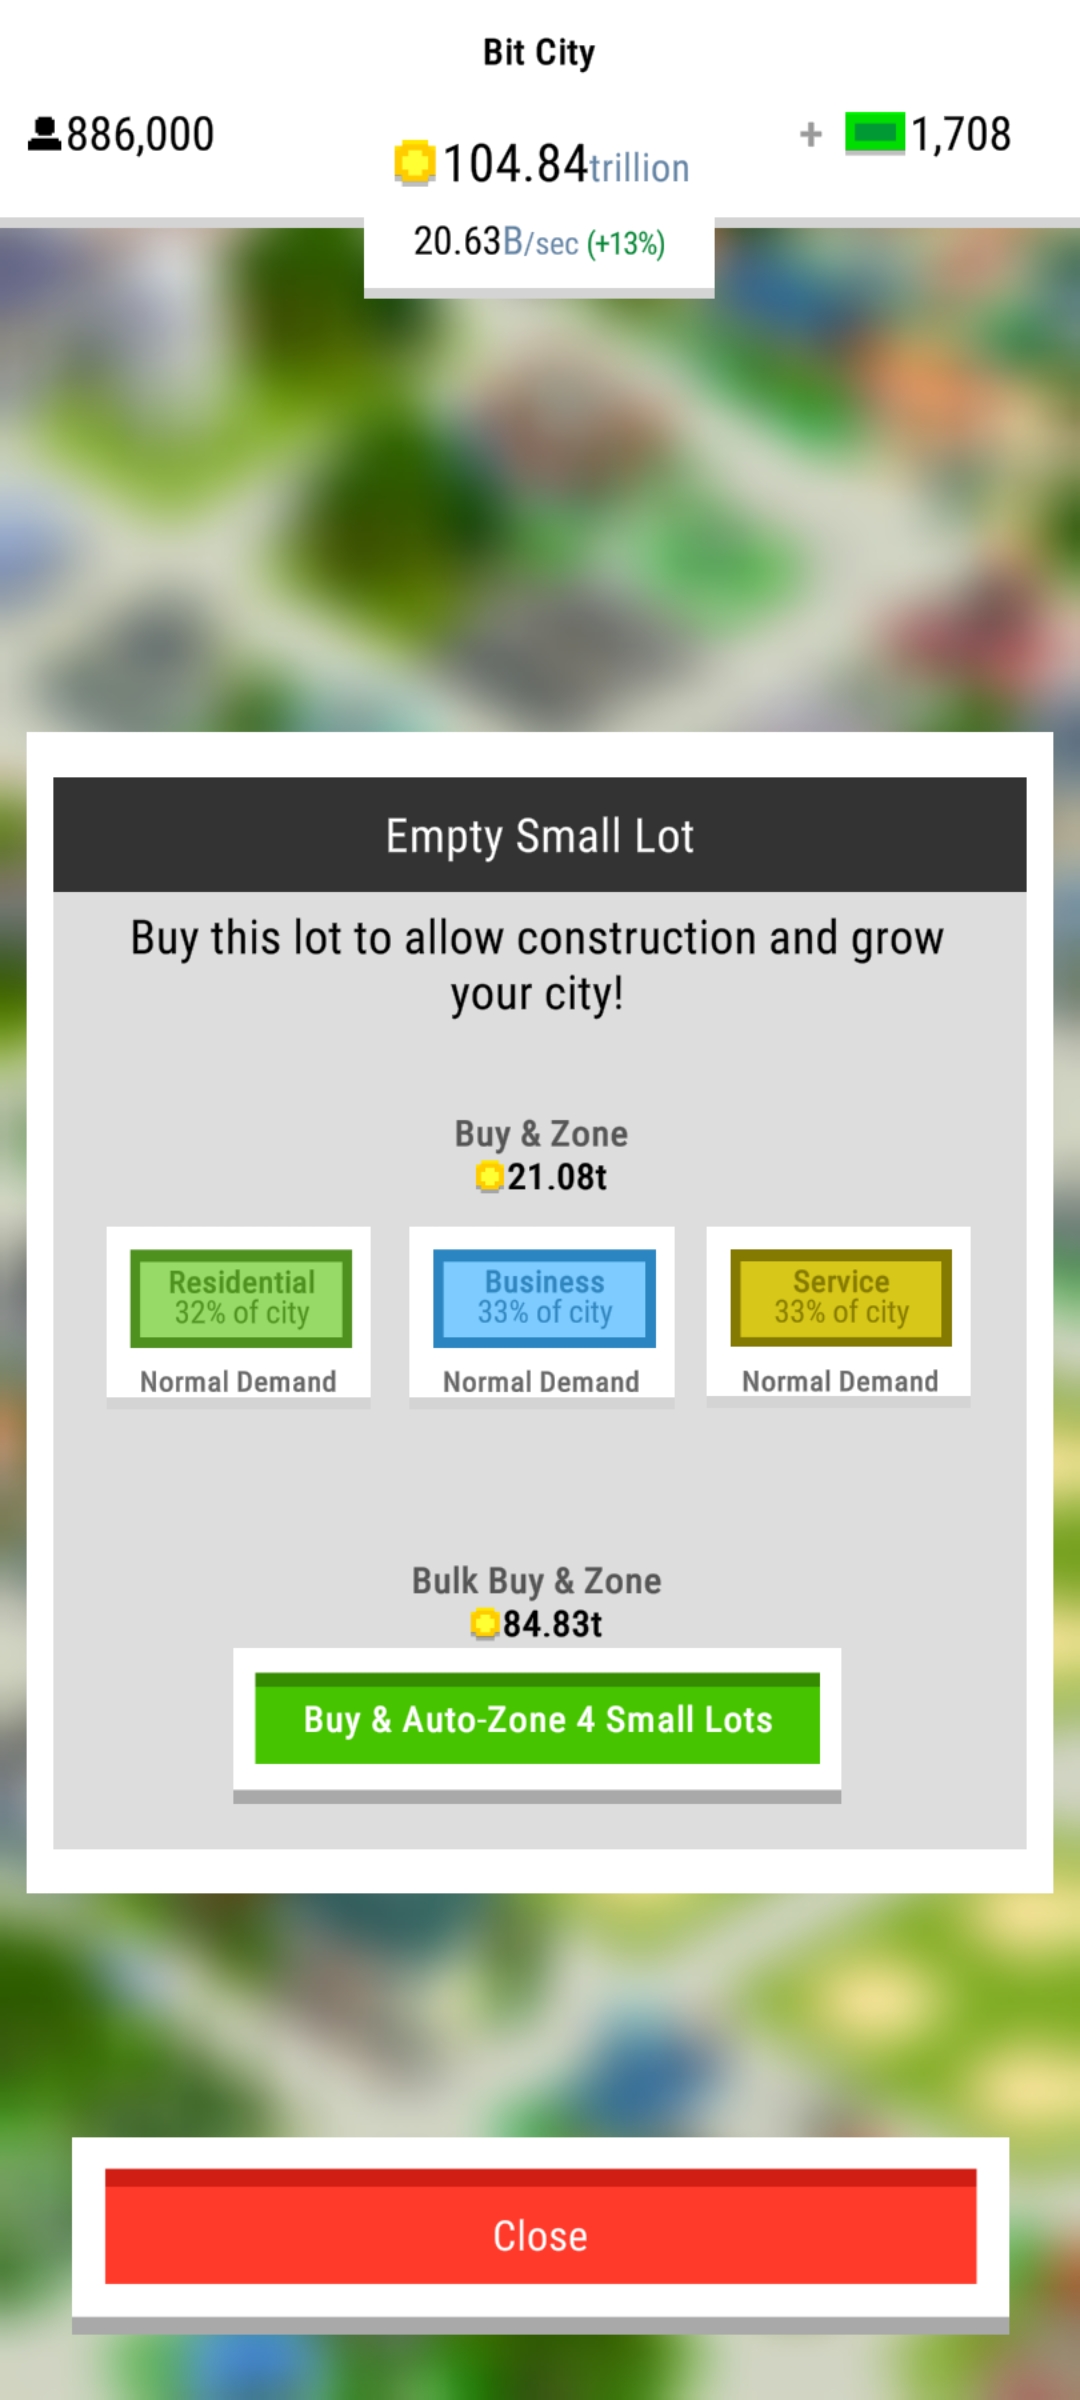 Bit City
886,000
104.84trillion
+ 1,708
20.63B/sec (+13%)
Empty Small Lot
Buy this lot to allow construction and grow
your city!
Buy & Zone
21.08t
Residential
32% of city
Normal Demand
Business
33% of city
Normal Demand
Service
33% of city
Normal Demand
Bulk Buy & Zone
84.83t
Buy & Auto-Zone 4 Small Lots
Close